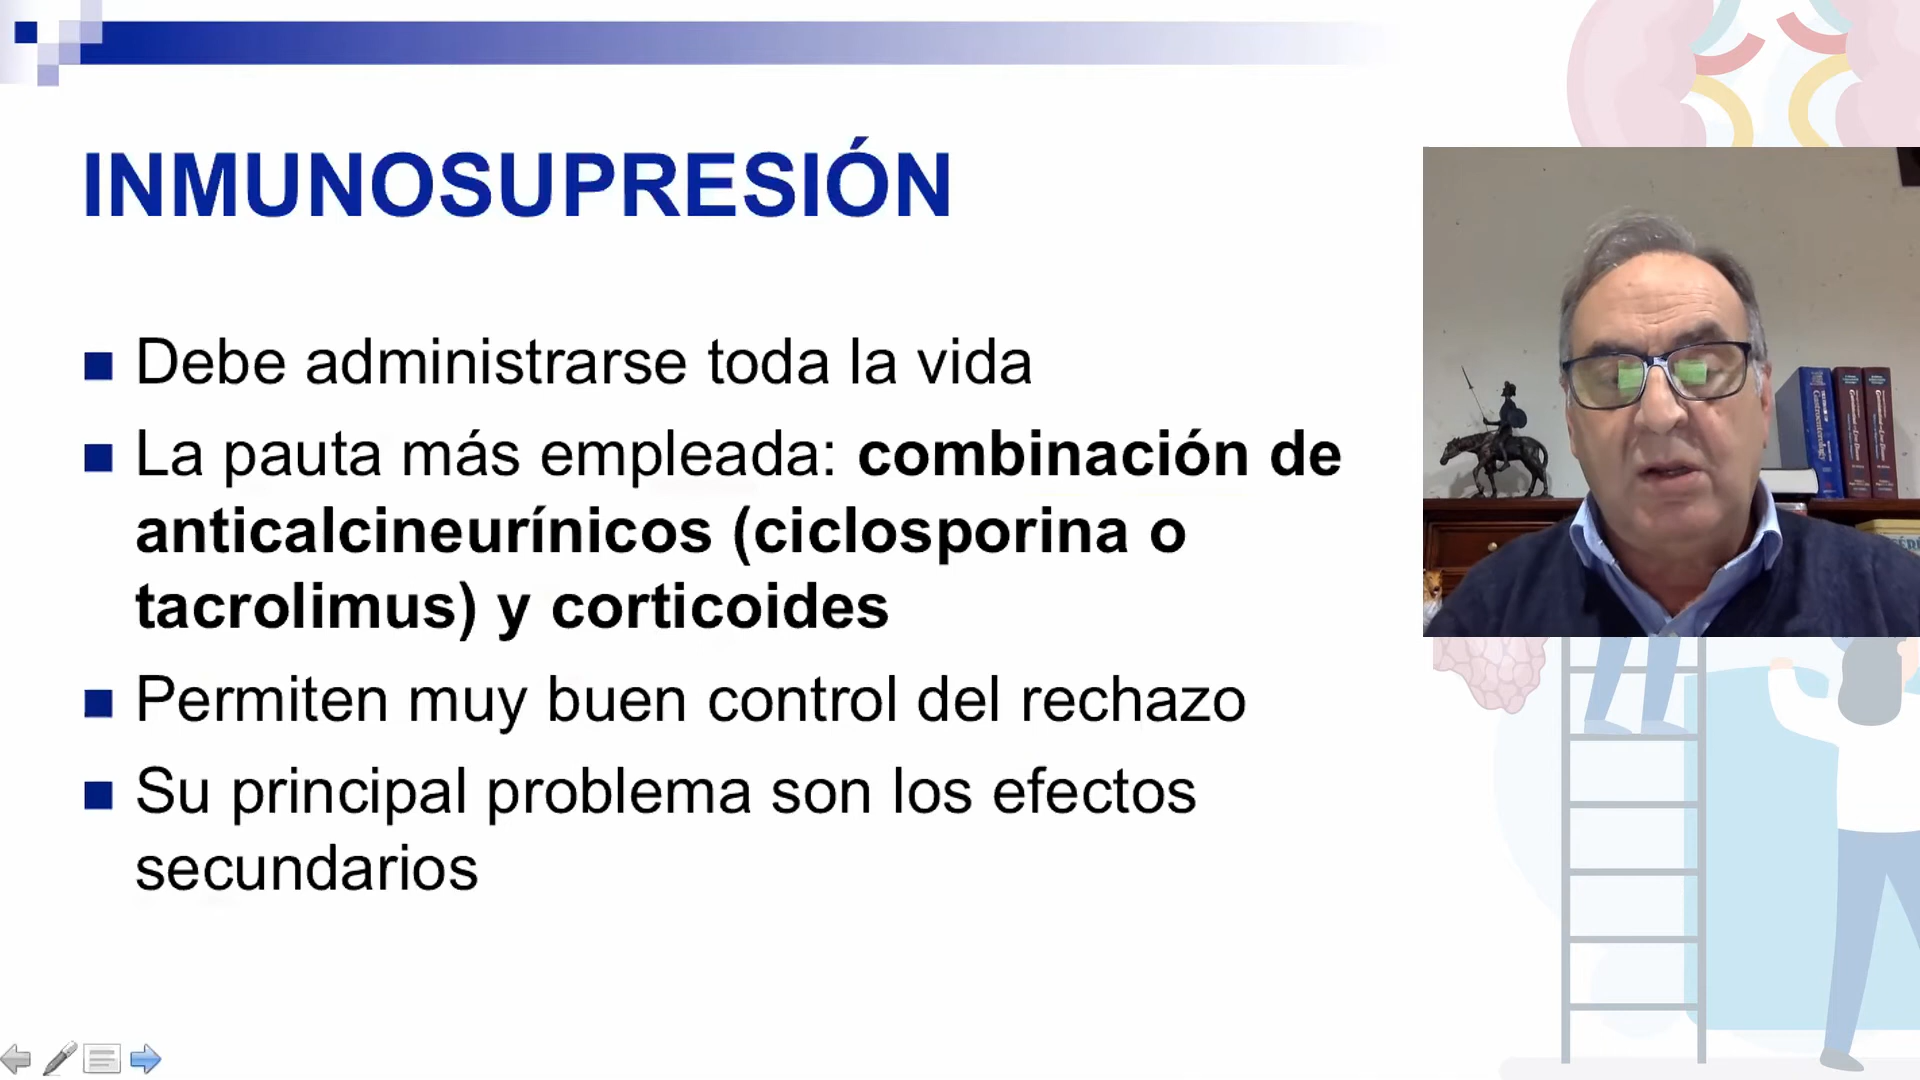 INMUNOSUPRESIÓN
Debe administrarse toda la vida
La pauta más empleada: combinación de
anticalcineurínicos (ciclosporina o
tacrolimus) y corticoides
Permiten muy buen control del rechazo
Su principal problema son los efectos
secundarios
Gastroenterology